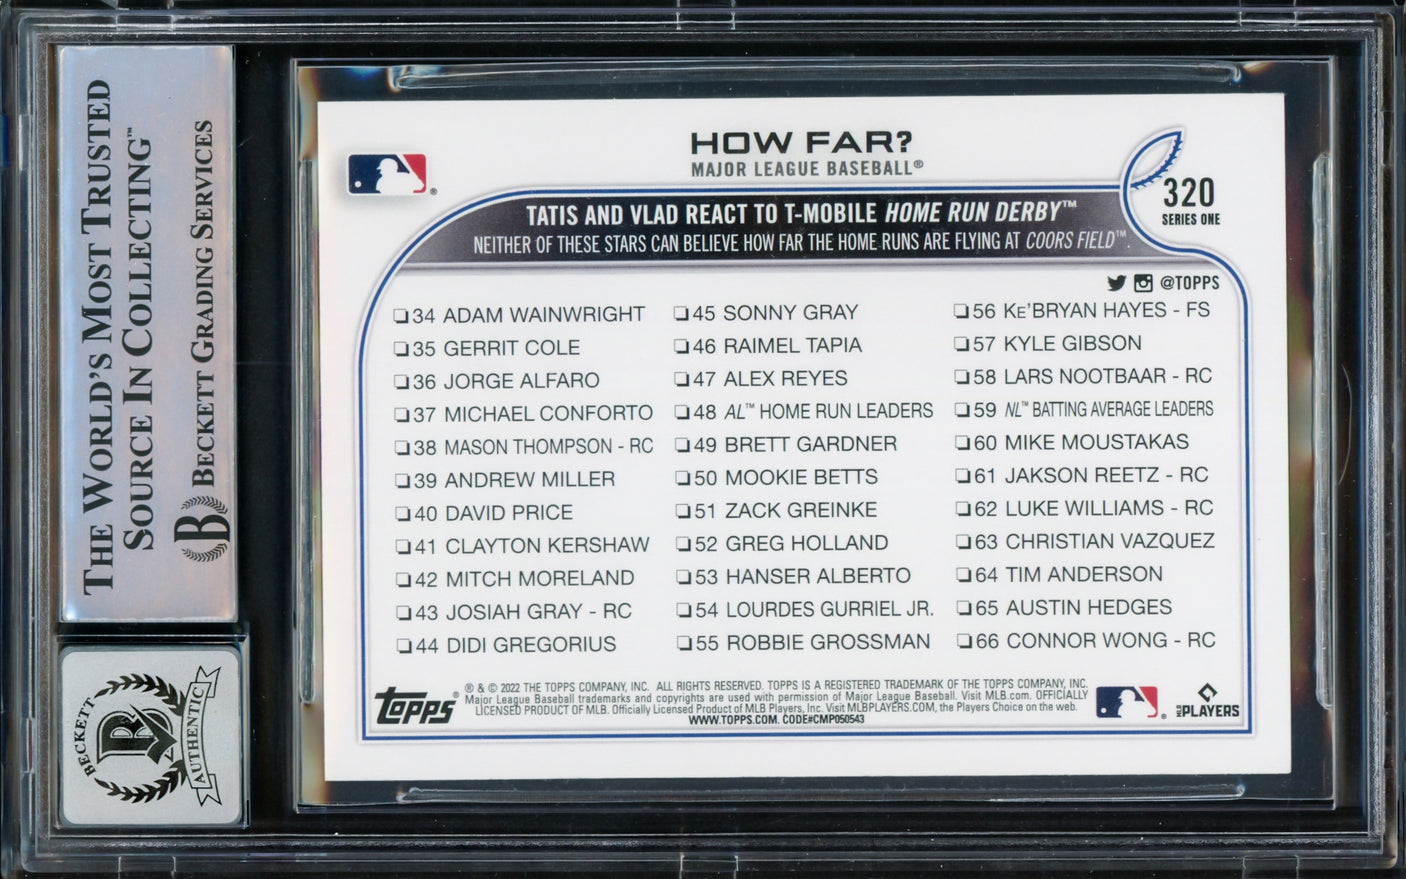 THE WORLD'S MOST TRUSTED
SOURCE IN COLLECTING™
BECKETT GRADING SERVICES
BECKETT
AUTHENTIC
HOW FAR?
MAJOR LEAGUE BASEBALL®
320
SERIES ONE
TATIS AND VLAD REACT TO T-MOBILE HOME RUN DERBY™
NEITHER OF THESE STARS CAN BELIEVE HOW FAR THE HOME RUNS ARE FLYING AT COORS FIELD™.
@TOPPS
34 ADAM WAINWRIGHT
35 GERRIT COLE
36 JORGE ALFARO
37 MICHAEL CONFORTO
38 MASON THOMPSON - RC
39 ANDREW MILLER
40 DAVID PRICE
41 CLAYTON KERSHAW
42 MITCH MORELAND
43 JOSIAH GRAY - RC
44 DIDI GREGORIUS
45 SONNY GRAY
46 RAIMEL TAPIA
47 ALEX REYES
48 AL™ HOME RUN LEADERS
49 BRETT GARDNER
50 MOOKIE BETTS
51 ZACK GREINKE
52 GREG HOLLAND
53 HANSER ALBERTO
54 LOURDES GURRIEL JR.
55 ROBBIE GROSSMAN
56 KE'BRYAN HAYES - FS
57 KYLE GIBSON
58 LARS NOOTBAAR - RC
59 NL™ BATTING AVERAGE LEADERS
60 MIKE MOUSTAKAS
61 JAKSON REETZ - RC
62 LUKE WILLIAMS - RC
63 CHRISTIAN VAZQUEZ
64 TIM ANDERSON
65 AUSTIN HEDGES
66 CONNOR WONG - RC
Topps®
® & © 2022 THE TOPPS COMPANY, INC. ALL RIGHTS RESERVED. TOPPS IS A REGISTERED TRADEMARK OF THE TOPPS COMPANY, INC.
Major League Baseball trademarks and copyrights are used with permission of Major League Baseball. Visit MLB.com. OFFICIALLY
LICENSED PRODUCT OF MLB. Officially Licensed Product of MLB Players, Inc. Visit MLBPLAYERS.COM, the Players Choice on the web.
WWW.TOPPS.COM. CODE#CMP050543
MLB PLAYERS